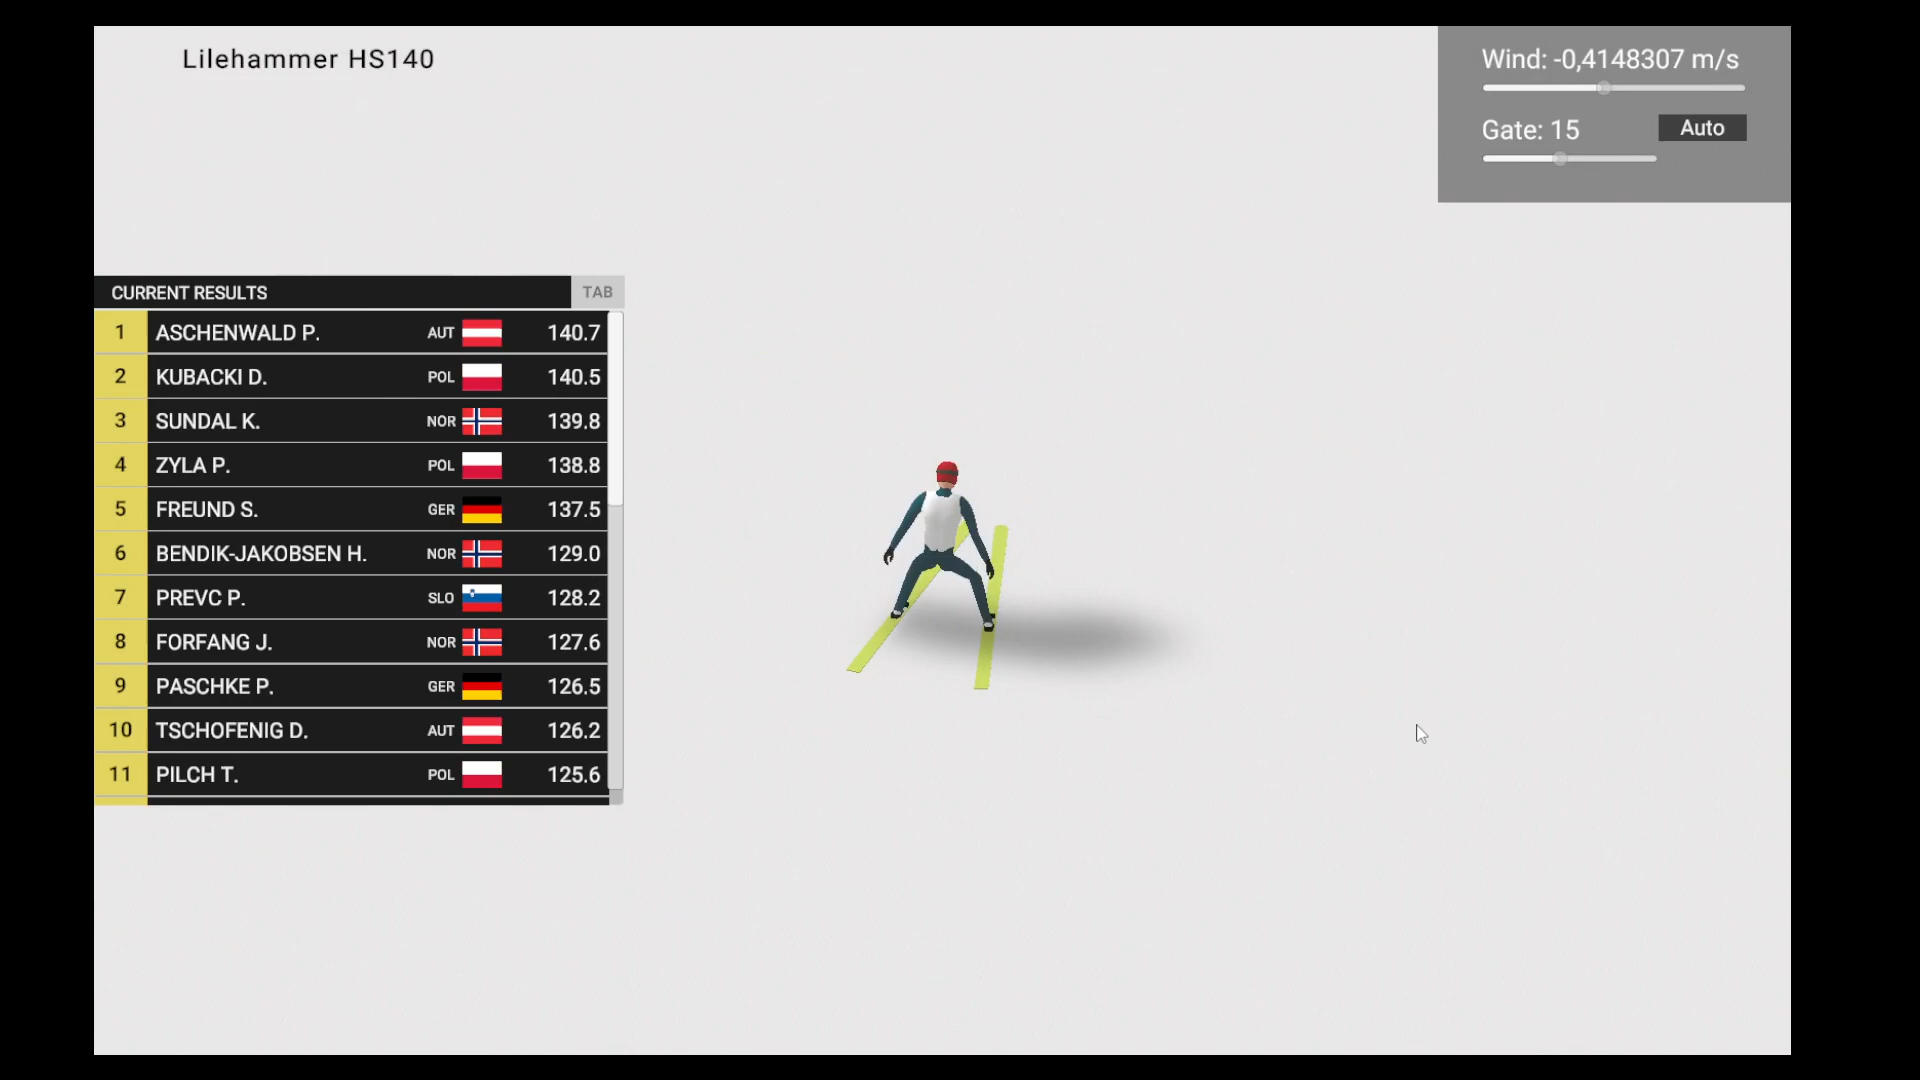 Lilehammer HS140
Wind: -0,4148307 m/s
Gate: 15 Auto
CURRENT RESULTS TAB
1 ASCHENWALD P. AUT 140.7
2 KUBACKI D. POL 140.5
3 SUNDAL K. NOR 139.8
4 ZYLA P. POL 138.8
5 FREUND S. GER 137.5
6 BENDIK-JAKOBSEN H. NOR 129.0
7 PREVC P. SLO 128.2
8 FORFANG J. NOR 127.6
9 PASCHKE P. GER 126.5
10 TSCHOFENIG D. AUT 126.2
11 PILCH T. POL 125.6